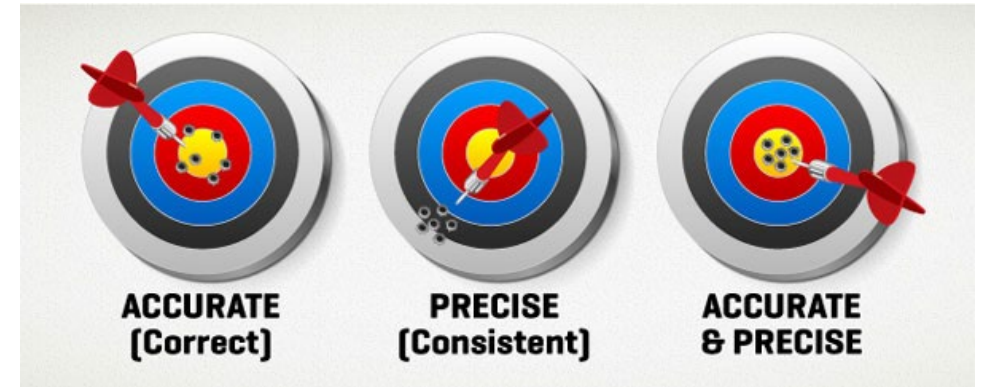 ACCURATE
(Correct)
PRECISE
(Consistent)
ACCURATE
& PRECISE